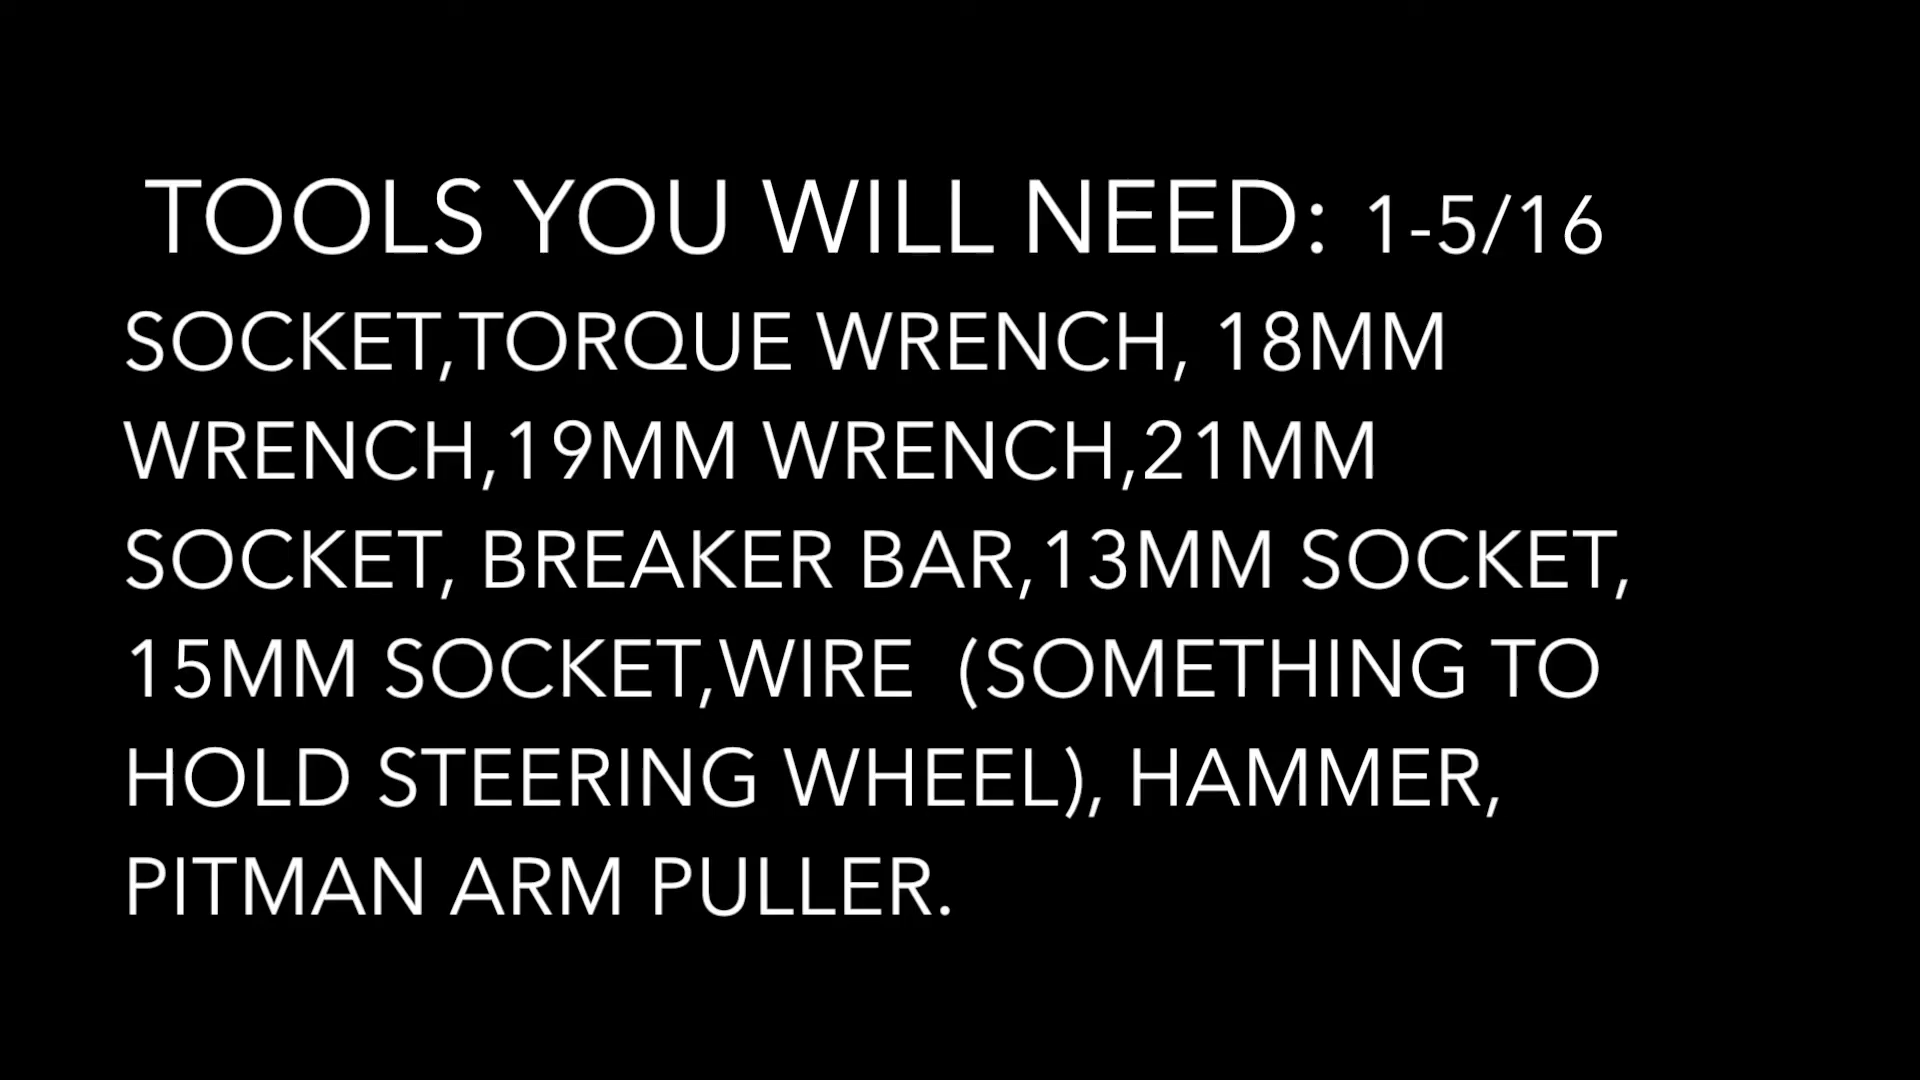 TOOLS YOU WILL NEED: 1-5/16
SOCKET,TORQUE WRENCH, 18MM
WRENCH,19MM WRENCH,21MM
SOCKET, BREAKER BAR,13MM SOCKET,
15MM SOCKET,WIRE  (SOMETHING TO
HOLD STEERING WHEEL), HAMMER,
PITMAN ARM PULLER.